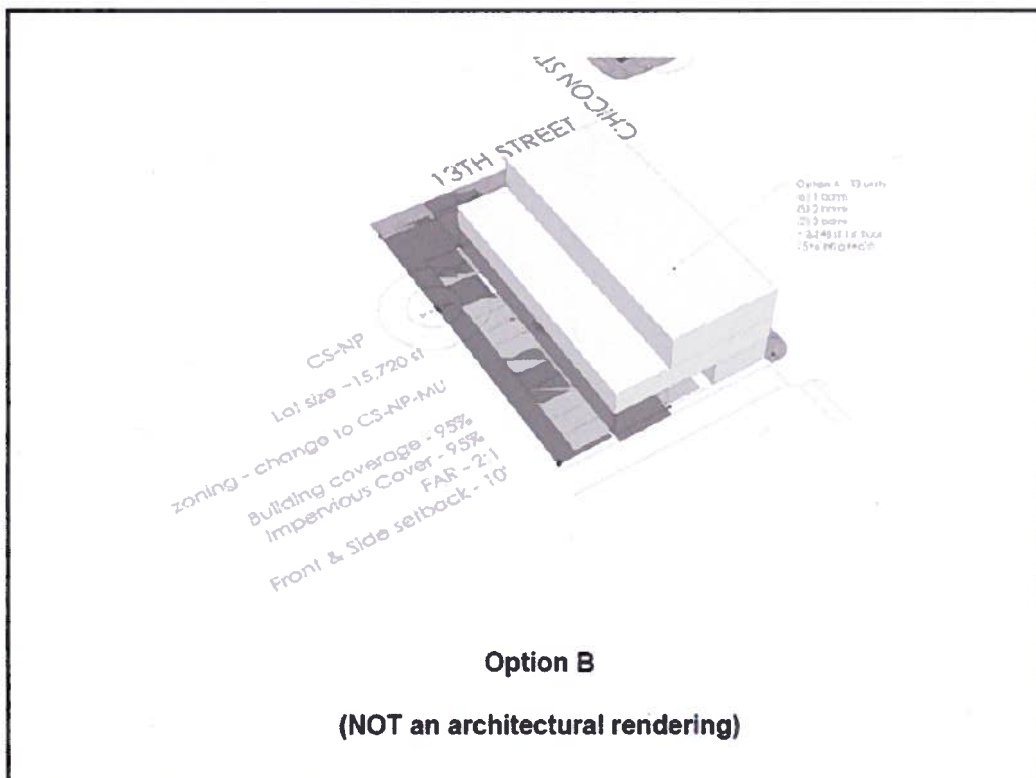 CHICON ST
13TH STREET
CS-NP
Lot size ~15,720 sf
zoning - change to CS-NP-MU
Building coverage - 95%
Impervious Cover - 95%
FAR - 2:1
Front & Side setback - 10'
Option B
(NOT an architectural rendering)